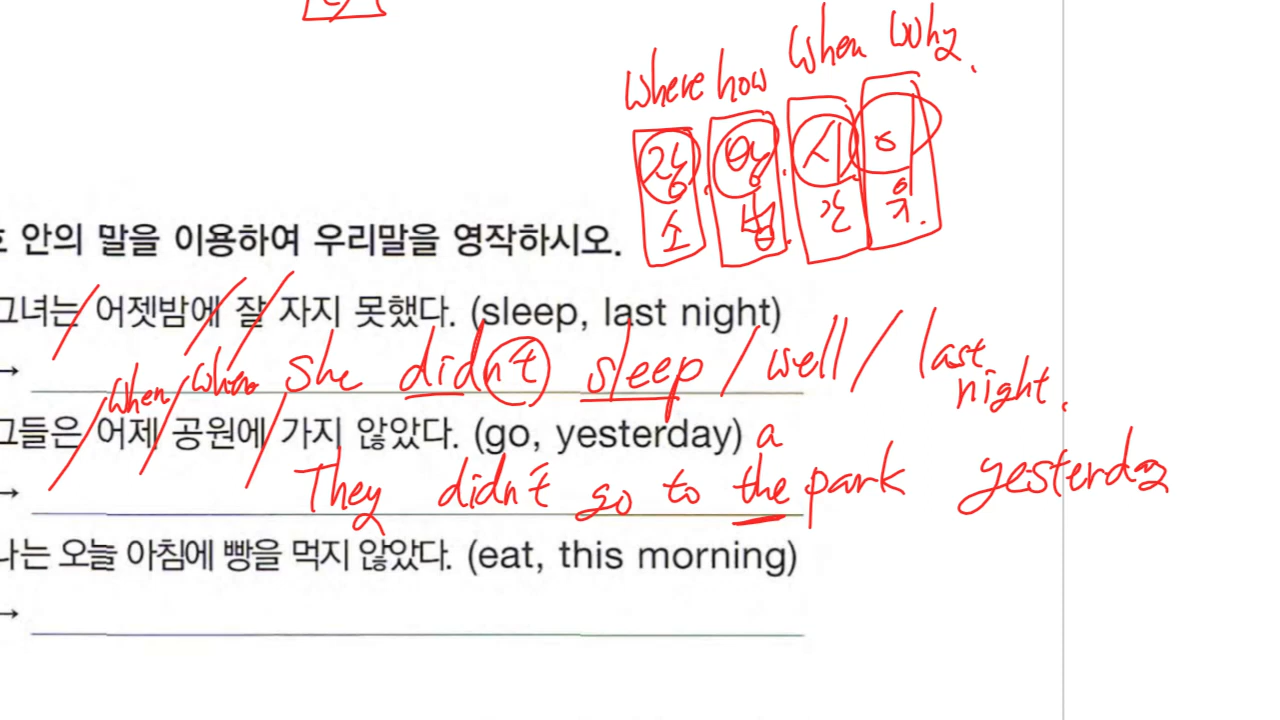 where how when why.
장. 방. 시. 이
소 법. 간 유.
안의 말을 이용하여 우리말을 영작하시오.
그녀는 / 어젯밤에 / 잘 / 자지 못했다. (sleep, last night)
→ She didn't sleep / well / last night.
when where
그들은 / 어제 / 공원에 / 가지 않았다. (go, yesterday) a
→ They didn't go to the park yesterday
나는 오늘 아침에 빵을 먹지 않았다. (eat, this morning)
→